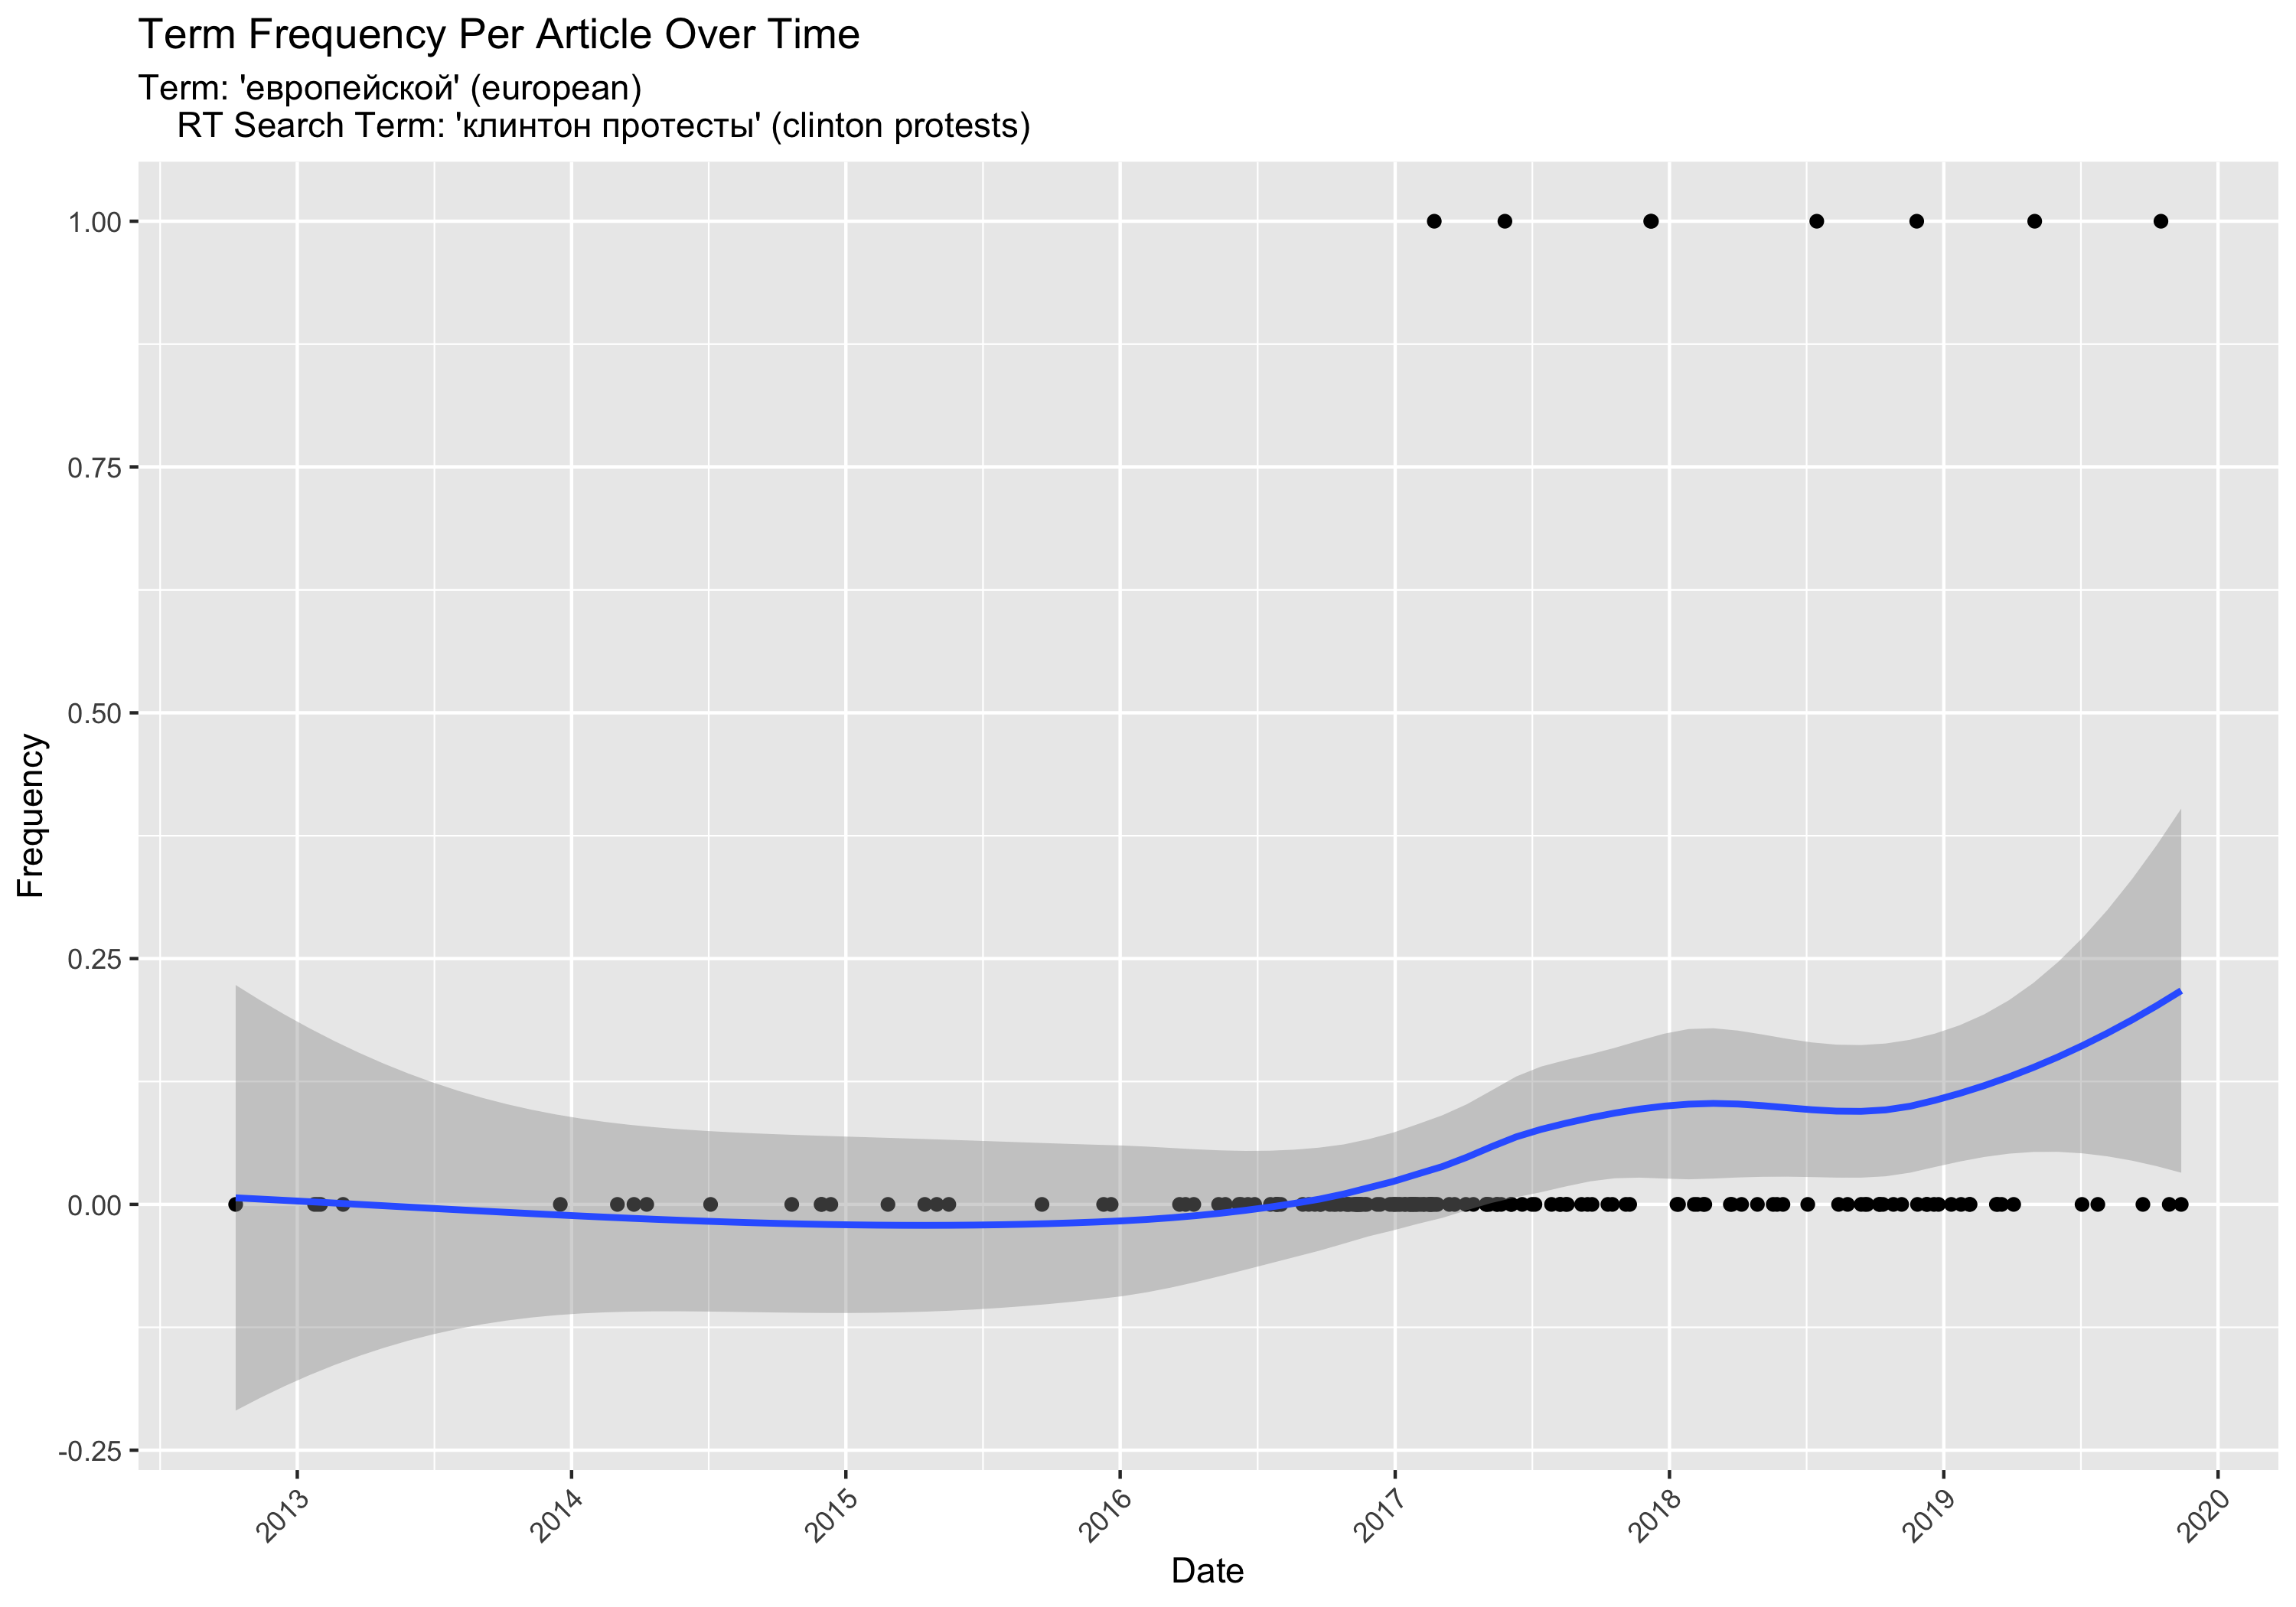 Term Frequency Per Article Over Time
Term: 'европейской' (european)
RT Search Term: 'клинтон протесты' (clinton protests)
1.00
0.75
0.50
0.25
0.00
-0.25
Frequency
2013
2014
2015
2016
2017
2018
2019
2020
Date